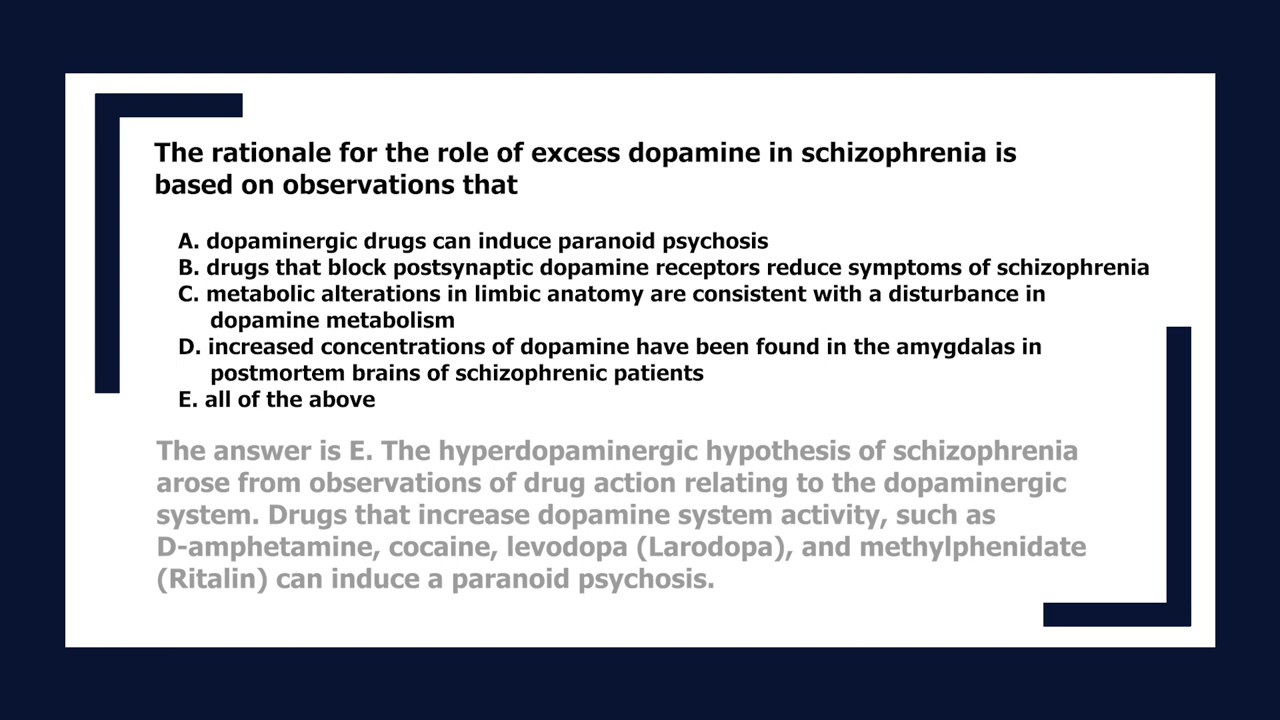 The rationale for the role of excess dopamine in schizophrenia is
based on observations that
A. dopaminergic drugs can induce paranoid psychosis
B. drugs that block postsynaptic dopamine receptors reduce symptoms of schizophrenia
C. metabolic alterations in limbic anatomy are consistent with a disturbance in
dopamine metabolism
D. increased concentrations of dopamine have been found in the amygdalas in
postmortem brains of schizophrenic patients
E. all of the above
The answer is E. The hyperdopaminergic hypothesis of schizophrenia
arose from observations of drug action relating to the dopaminergic
system. Drugs that increase dopamine system activity, such as
D-amphetamine, cocaine, levodopa (Larodopa), and methylphenidate
(Ritalin) can induce a paranoid psychosis.